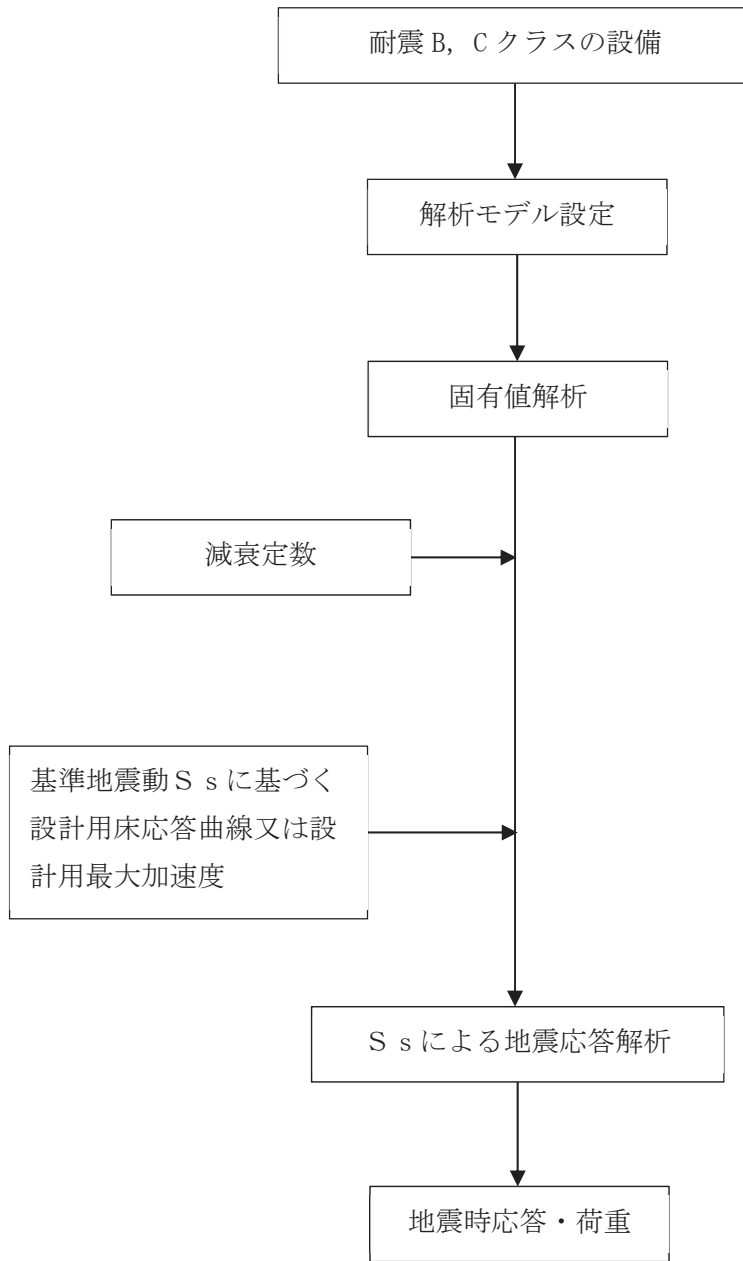 耐震 B, C クラスの設備
解析モデル設定
固有値解析
減衰定数
基準地震動Ｓｓに基づく
設計用床応答曲線又は設
計用最大加速度
Ｓｓによる地震応答解析
地震時応答・荷重